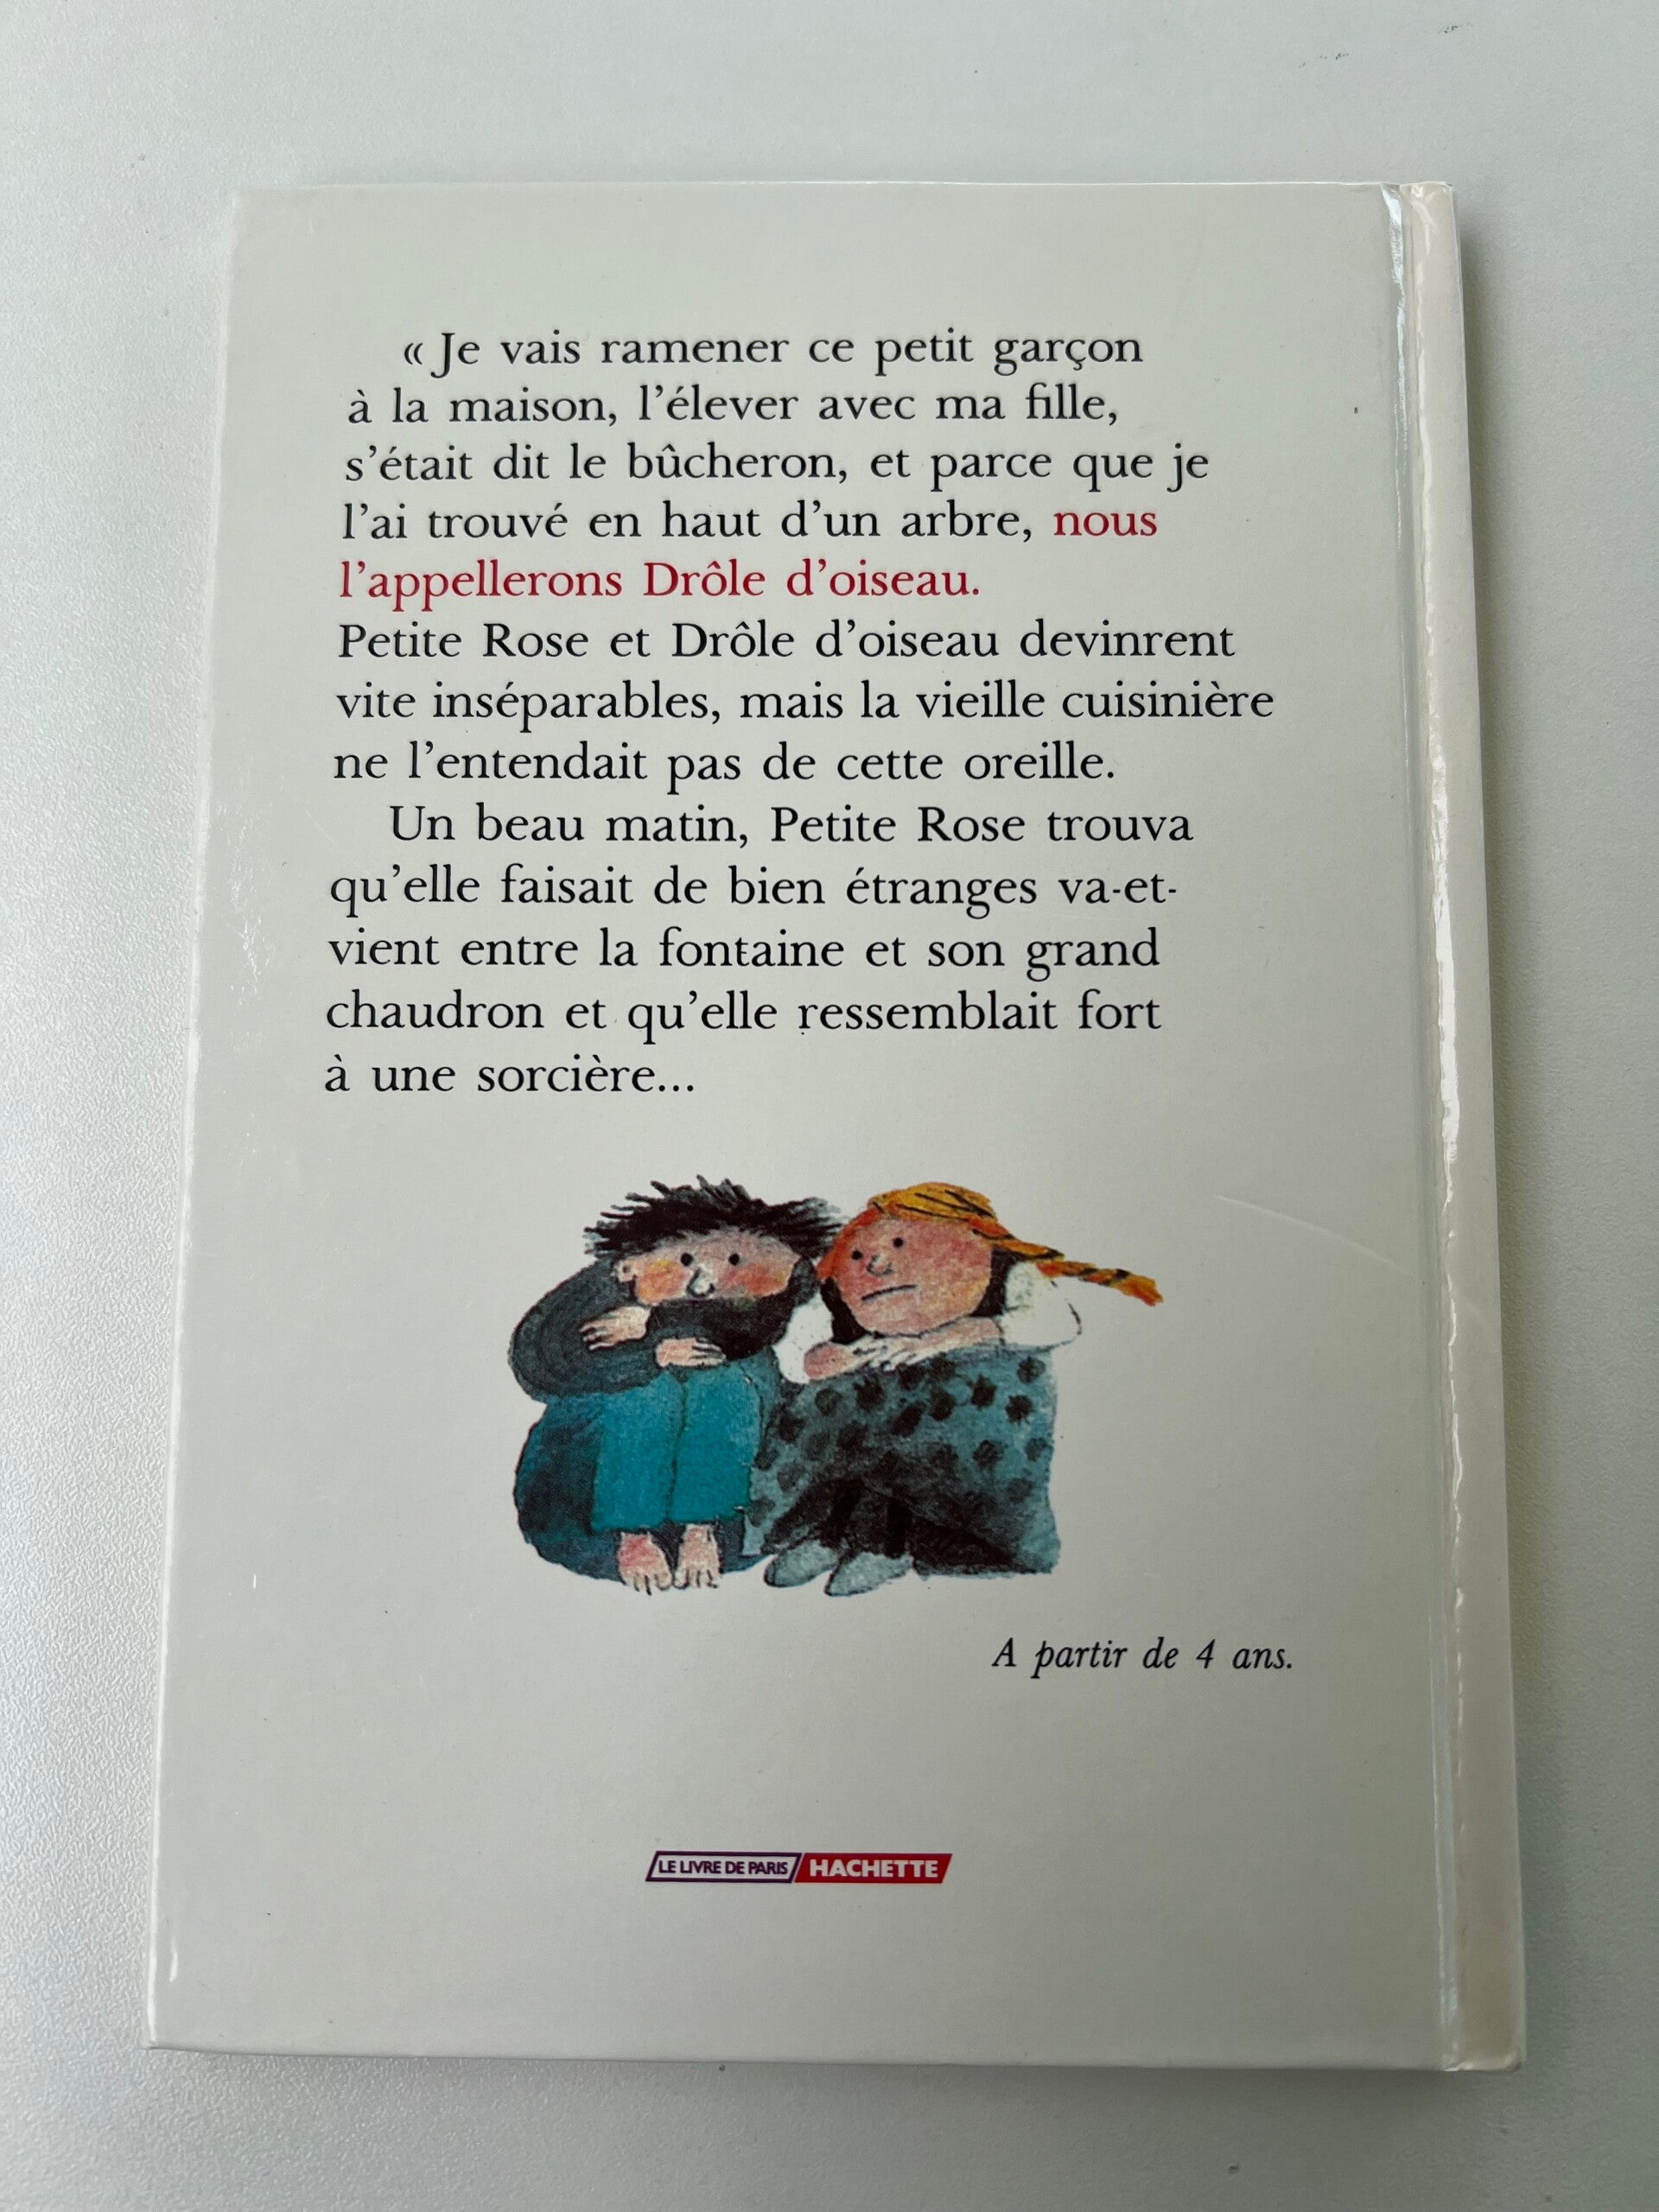 « Je vais ramener ce petit garçon
à la maison, l’élever avec ma fille,
s’était dit le bûcheron, et parce que je
l’ai trouvé en haut d’un arbre, nous
l’appellerons Drôle d’oiseau.
Petite Rose et Drôle d’oiseau devinrent
vite inséparables, mais la vieille cuisinière
ne l’entendait pas de cette oreille.
Un beau matin, Petite Rose trouva
qu’elle faisait de bien étranges va-et-
vient entre la fontaine et son grand
chaudron et qu’elle ressemblait fort
à une sorcière...
A partir de 4 ans.
LE LIVRE DE PARIS HACHETTE